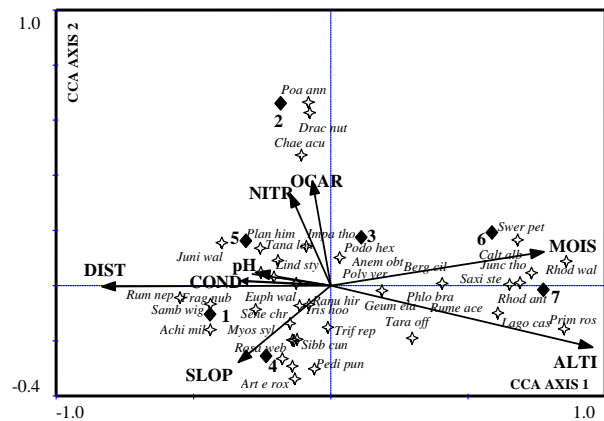 1.0
CCA AXIS 2
Poa ann
2
Drac nut
Chae acu
OCAR
NITR
5 Plan him Impa tho 3 6 Swer pet
Tana lon Podo hex Calt alb MOIS
Juni wal Anem obt Junc tho
pH Lind sty Berg cil Rhod wal
DIST COND Poly ver Saxi ste
Rum nep Frag nub Euph wal Ranu hir Phlo bra Rhod ant 7
Samb wig Sene chr Iris hoo Geum ela Rume ace
1 Lago cas
Achi mil Myos syl Trif rep Tara off Prim ros
Rosa web Sibb cun
4
SLOP Pedi pun ALTI
Art e rox CCA AXIS 1
-0.4
-1.0 1.0